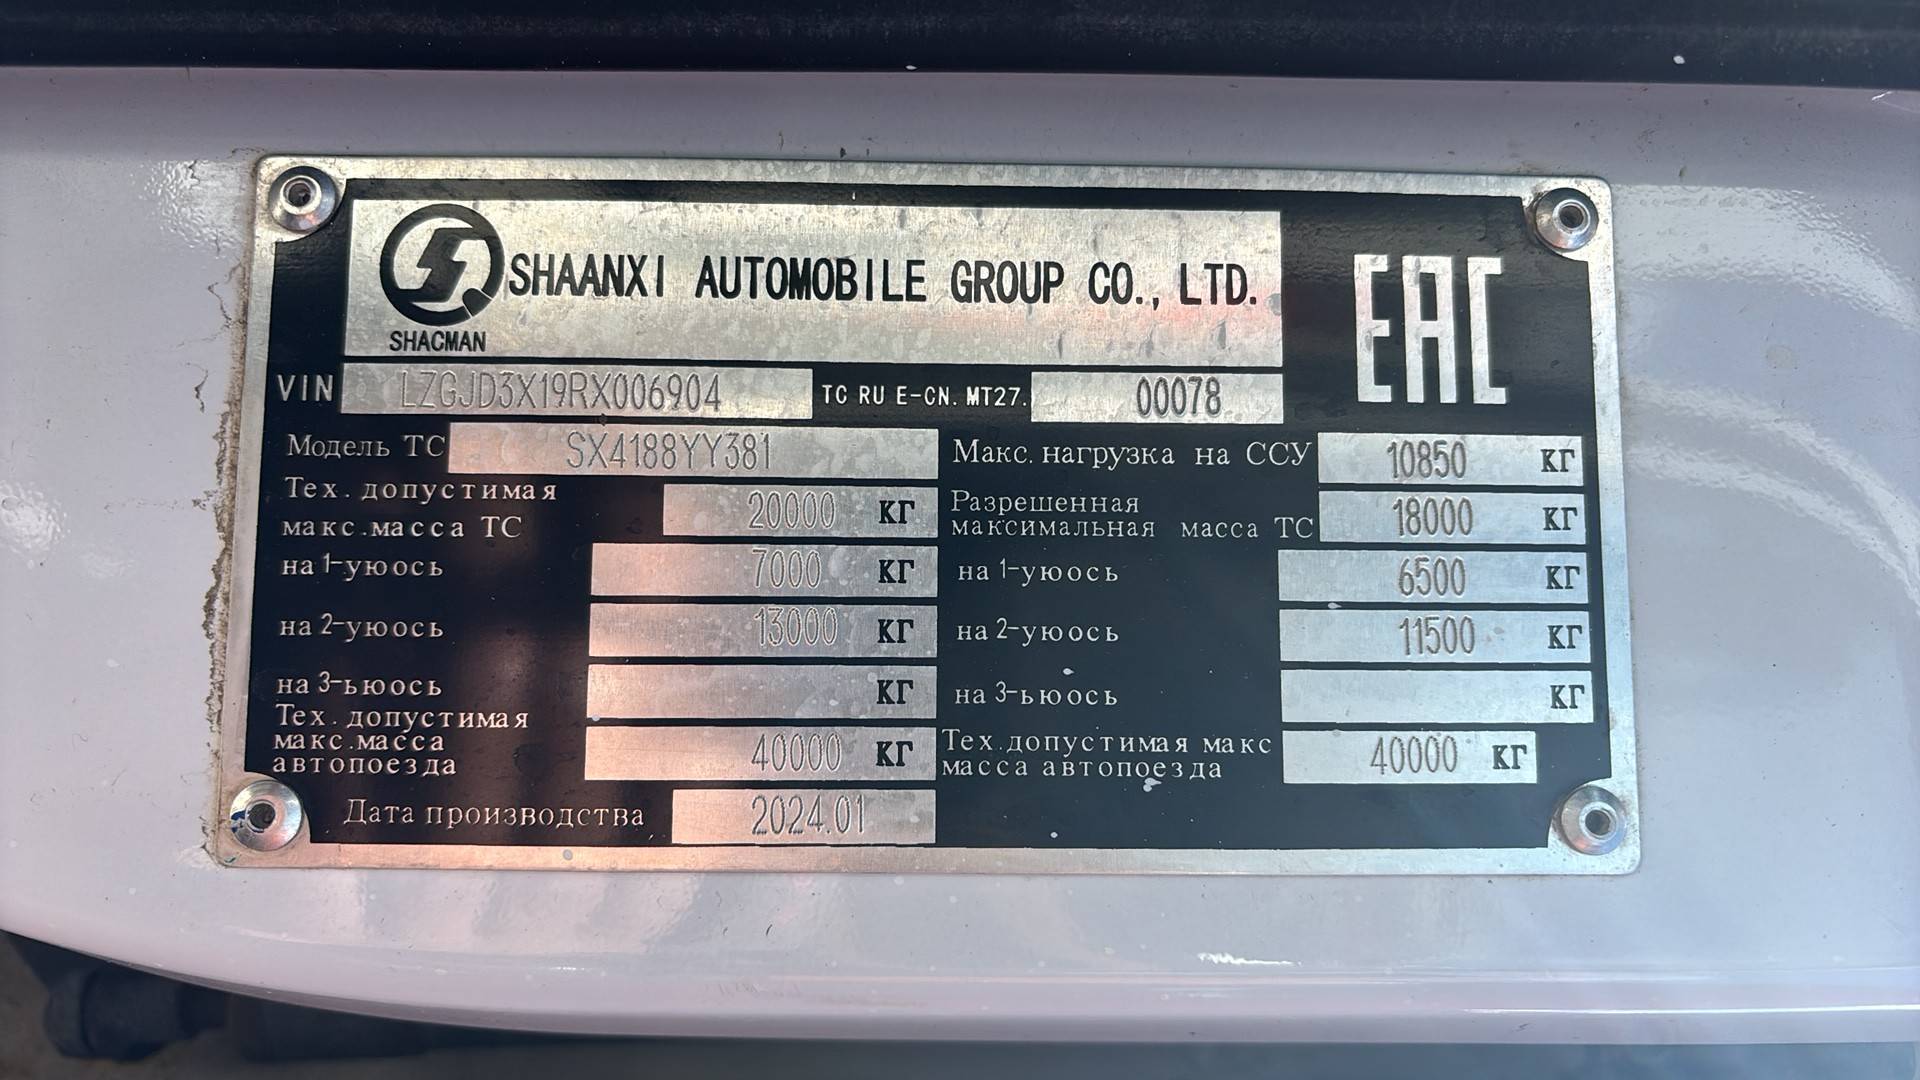 SHAANXI AUTOMOBILE GROUP CO., LTD.
SHACMAN
EAC
VIN LZGJD3X19RX006904 TC RU E-CN. MT27. 00078
Модель ТС SX4188YY381
Макс. нагрузка на ССУ 10850 КГ
Тех. допустимая
макс.масса ТС 20000 КГ
Разрешенная
максимальная масса ТС 18000 КГ
на 1-уюось 7000 КГ
на 1-уюось 6500 КГ
на 2-уюось 13000 КГ
на 2-уюось 11500 КГ
на 3-ьюось КГ
на 3-ьюось КГ
Тех. допустимая
макс.масса
автопоезда 40000 КГ
Тех.допустимая макс
масса автопоезда 40000 КГ
Дата производства 2024.01